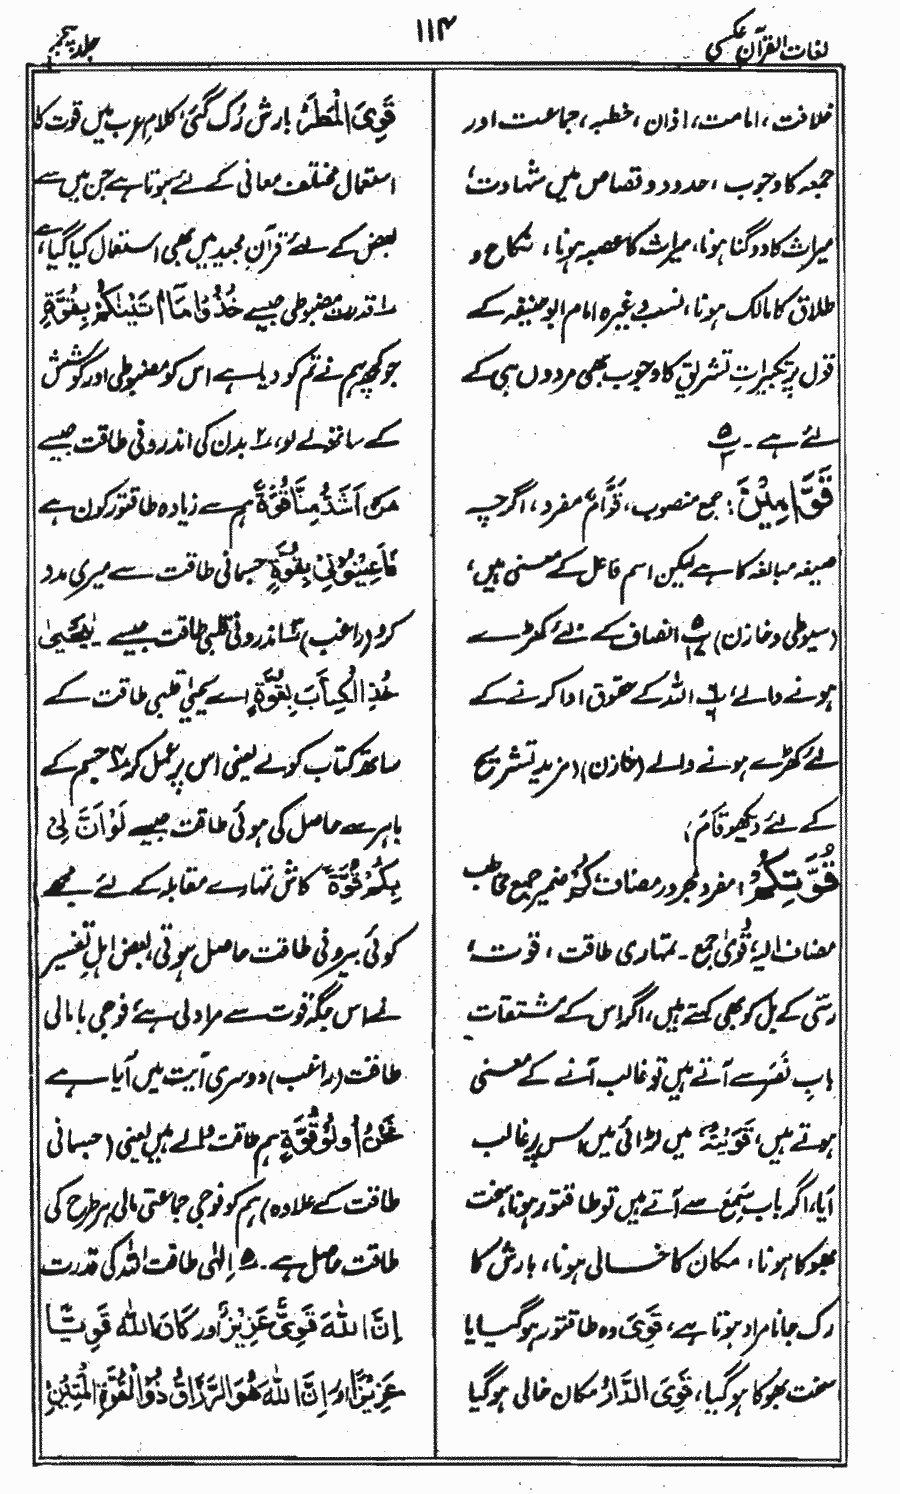 لغات القرآن عکسی
۱۱۴
جلد پنجم
خلافت، امامت، اذان، خطبہ، جماعت اور
جمعہ کا وجوب، حدود و قصاص میں شہادت،
میراث کا دوگنا ہونا، میراث کا عصبہ ہونا، نکاح و
طلاق کا مالک ہونا، نسب وغیرہ امام ابو حنیفہ کے
قول پر تکبیراتِ تشریق کا وجوب بھی مردوں ہی کے
لئے ہے۔
قَوَّامِیْنَ: جمع منصوب، قَوَّامٌ مفرد، اگرچہ
صیغہ مبالغہ کا ہے لیکن اسم فاعل کے معنی میں،
(سیوطی و خازن) انصاف کے لئے کھڑے
ہونے والے، اللہ کے حقوق ادا کرنے کے
لئے کھڑے ہونے والے (خازن) (مزید تشریح
کے لئے دیکھو قَامَ)
قُوَّتِکُمْ: مفرد مجرور مضاف، کُمْ ضمیر جمع مخاطب
مضاف الیہ، قُوًی جمع۔ تمہاری طاقت، قوت،
رسّی کے بل کو بھی کہتے ہیں، اگر اس کے مشتقات
باب نَصَرَ سے آتے ہیں تو غالب آنے کے معنی
ہوتے ہیں، قَوَیْتُہٗ میں لڑائی میں اس پر غالب
آیا، اگر باب سَمِعَ سے آتے ہیں تو طاقتور ہونا، سخت
بھوکا ہونا، مکان کا خالی ہونا، بارش کا
رک جانا مراد ہوتا ہے، قَوِیَ وہ طاقتور ہو گیا یا
سخت بھوکا ہو گیا، قَوِیَ الدَّارُ مکان خالی ہو گیا
قَوِیَ الْمَطَرُ بارش رُک گئی، کلامِ عرب میں قوت کا
استعمال مختلف معانی کے لئے ہوتا ہے جن میں سے
بعض کے لئے قرآن مجید میں بھی استعمال کیا گیا ہے،
۱ قدرت مضبوطی جیسے خُذُوْا مَا اٰتَیْنٰکُمْ بِقُوَّۃٍ
جو کچھ ہم نے تم کو دیا ہے اس کو مضبوطی اور کوشش
کے ساتھ لے لو، ۲ بدن کی اندرونی طاقت جیسے
مَنْ اَشَدُّ مِنَّا قُوَّۃً ہم سے زیادہ طاقتور کون ہے
فَاَعِیْنُوْنِیْ بِقُوَّۃٍ جسمانی طاقت سے میری مدد
کرو (راغب) ۳ اندرونی قلبی طاقت جیسے یٰیَحْیٰی
خُذِ الْکِتَابَ بِقُوَّۃٍ اے یحییٰ قلبی طاقت کے
ساتھ کتاب کو لے یعنی اس پر عمل کر ۴ جسم کے
باہر سے حاصل کی ہوئی طاقت جیسے لَوْ اَنَّ لِیْ
بِکُمْ قُوَّۃً کاش تمہارے مقابلہ کے لئے مجھے
کوئی بیرونی طاقت حاصل ہوتی، بعض اہلِ تفسیر
نے اس جگہ قوت سے مراد لی ہے فوجی یا مالی
طاقت (راغب) دوسری آیت میں آیا ہے
نَحْنُ اُولُوْا قُوَّۃٍ ہم طاقت والے ہیں یعنی (جسمانی
طاقت کے علاوہ) ہم کو فوجی جماعتی مالی ہر طرح کی
طاقت حاصل ہے۔ ۵ الٰہی طاقت اللہ کی قدرت
اِنَّ اللہَ قَوِیٌّ عَزِیْزٌ اور کَانَ اللہُ قَوِیًّا
عَزِیْزًا اور اِنَّ اللہَ ھُوَ الرَّزَّاقُ ذُو الْقُوَّۃِ الْمَتِیْنُ